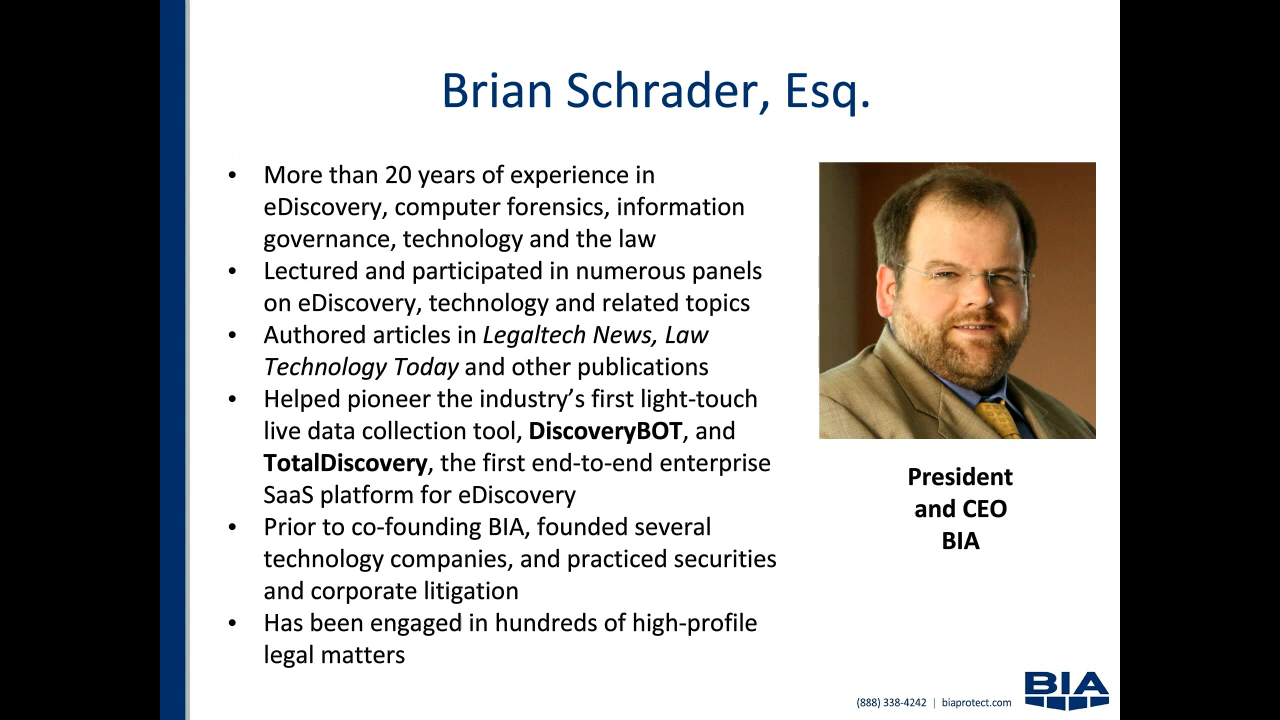 Brian Schrader, Esq.
• More than 20 years of experience in
eDiscovery, computer forensics, information
governance, technology and the law
• Lectured and participated in numerous panels
on eDiscovery, technology and related topics
• Authored articles in Legaltech News, Law
Technology Today and other publications
• Helped pioneer the industry’s first light-touch
live data collection tool, DiscoveryBOT, and
TotalDiscovery, the first end-to-end enterprise
SaaS platform for eDiscovery
• Prior to co-founding BIA, founded several
technology companies, and practiced securities
and corporate litigation
• Has been engaged in hundreds of high-profile
legal matters
President
and CEO
BIA
(888) 338-4242 | biaprotect.com
BIA